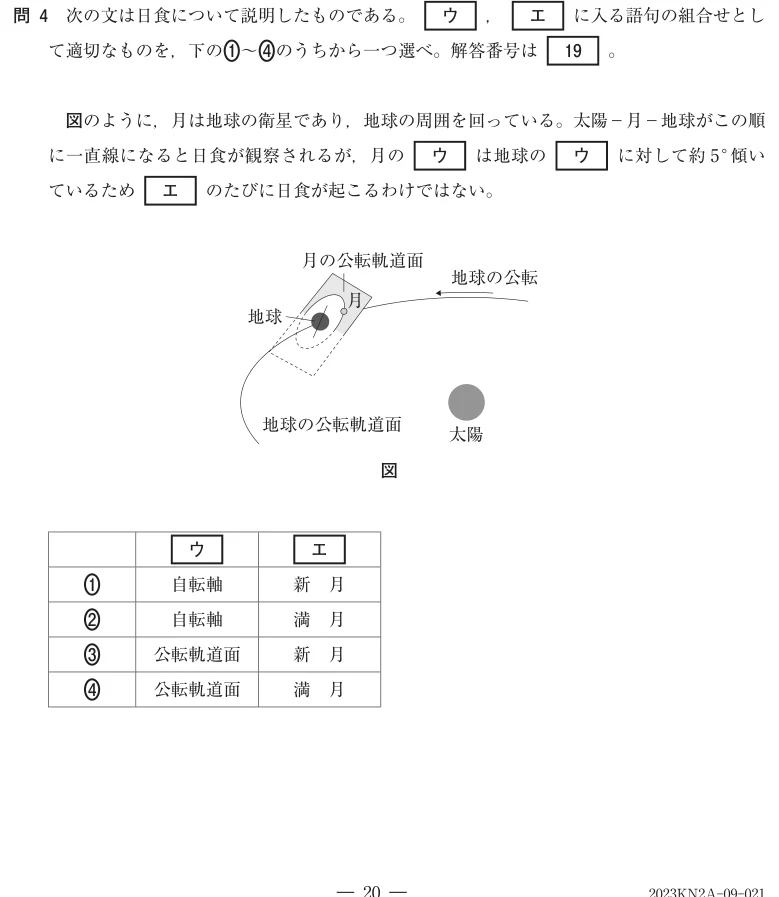 問 4 次の文は日食について説明したものである。 ウ ， エ に入る語句の組合せとし
て適切なものを，下の①～④のうちから一つ選べ。解答番号は 19 。
図のように，月は地球の衛星であり，地球の周囲を回っている。太陽－月－地球がこの順
に一直線になると日食が観察されるが，月の ウ は地球の ウ に対して約 5°傾い
ているため エ のたびに日食が起こるわけではない。
月の公転軌道面
地球の公転
月
地球
地球の公転軌道面
太陽
図
ウ エ
① 自転軸 新 月
② 自転軸 満 月
③ 公転軌道面 新 月
④ 公転軌道面 満 月
― 20 ―
2023KN2A-09-021